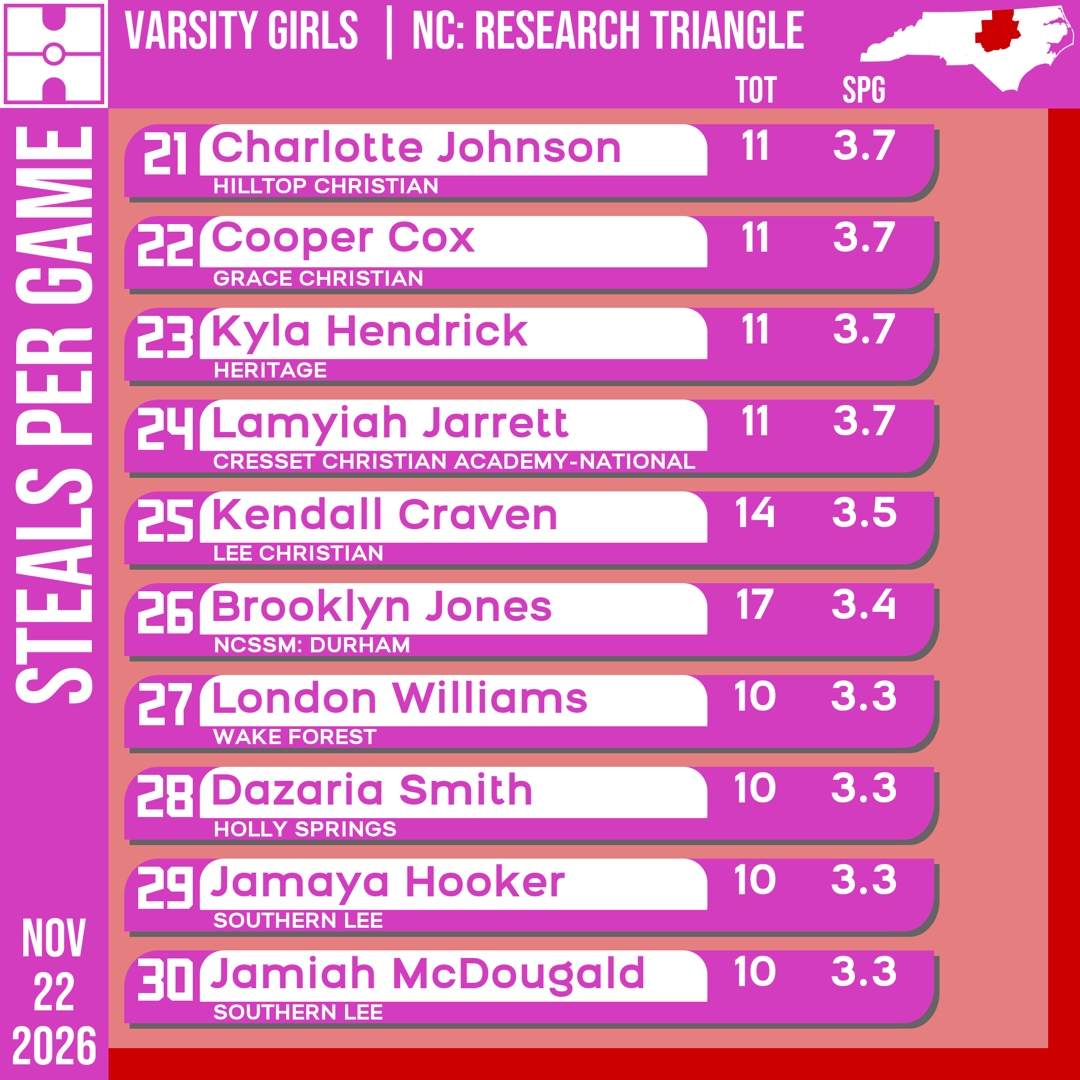 VARSITY GIRLS | NC: RESEARCH TRIANGLE
TOT SPG
STEALS PER GAME
21 Charlotte Johnson 11 3.7
HILLTOP CHRISTIAN
22 Cooper Cox 11 3.7
GRACE CHRISTIAN
23 Kyla Hendrick 11 3.7
HERITAGE
24 Lamyiah Jarrett 11 3.7
CRESSET CHRISTIAN ACADEMY-NATIONAL
25 Kendall Craven 14 3.5
LEE CHRISTIAN
26 Brooklyn Jones 17 3.4
NCSSM: DURHAM
27 London Williams 10 3.3
WAKE FOREST
28 Dazaria Smith 10 3.3
HOLLY SPRINGS
29 Jamaya Hooker 10 3.3
SOUTHERN LEE
30 Jamiah McDougald 10 3.3
SOUTHERN LEE
NOV
22
2026